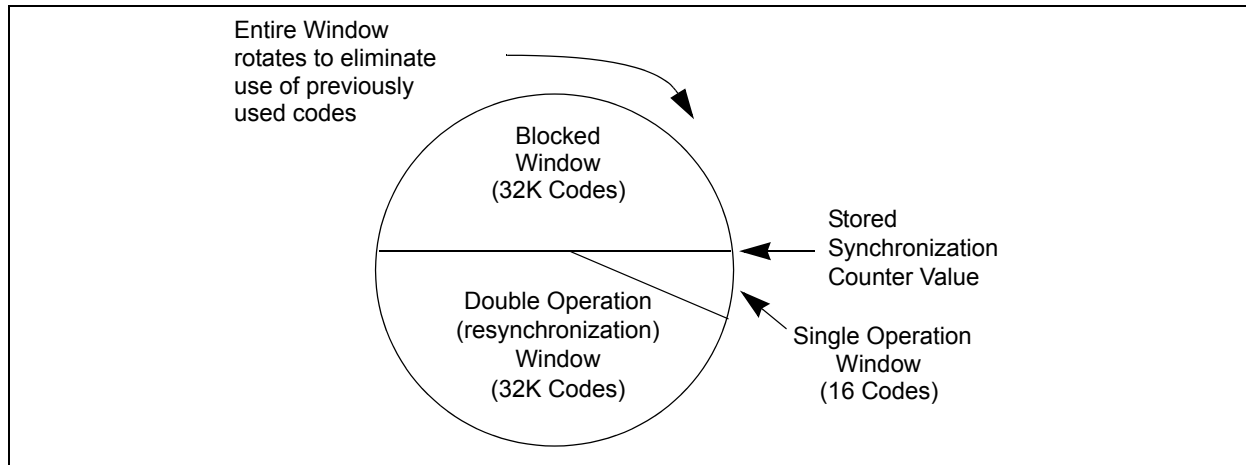 Entire Window
rotates to eliminate
use of previously
used codes
Blocked
Window
(32K Codes)
Stored
Synchronization
Counter Value
Double Operation
(resynchronization)
Window
(32K Codes)
Single Operation
Window
(16 Codes)